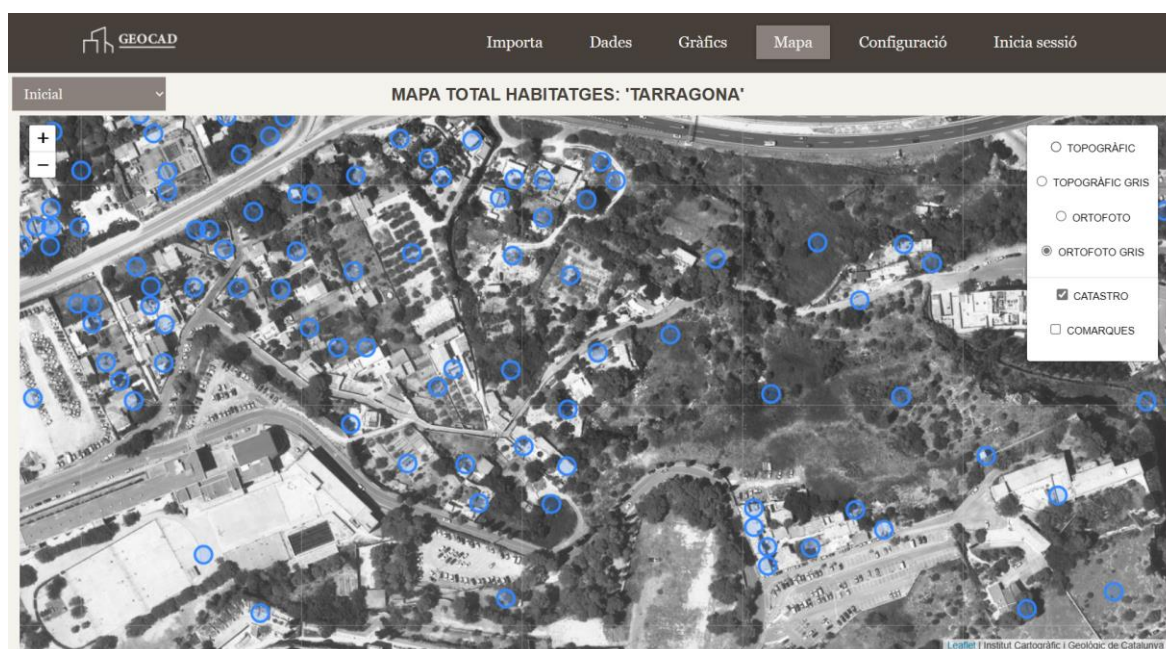 GEOCAD
Importa Dades Gràfics Mapa Configuració Inicia sessió
Inicial
MAPA TOTAL HABITATGES: 'TARRAGONA'
+
−
TOPOGRÀFIC
TOPOGRÀFIC GRIS
ORTOFOTO
ORTOFOTO GRIS
CATASTRO
COMARQUES
Leaflet | Institut Cartogràfic i Geològic de Catalunya